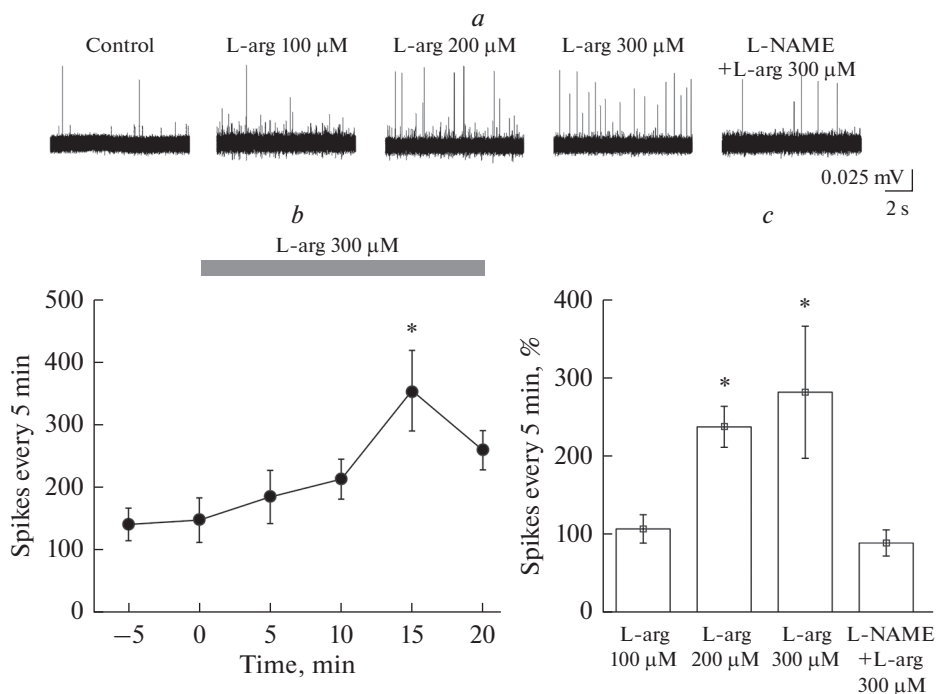 a
Control
L-arg 100 μM
L-arg 200 μM
L-arg 300 μM
L-NAME
+L-arg 300 μM
0.025 mV
2 s
b
L-arg 300 μM
Spikes every 5 min
500
400
300
200
100
0
−5
0
5
10
15
20
Time, min
*
c
Spikes every 5 min, %
400
300
200
100
0
*
*
L-arg
100 μM
L-arg
200 μM
L-arg
300 μM
L-NAME
+L-arg
300 μM